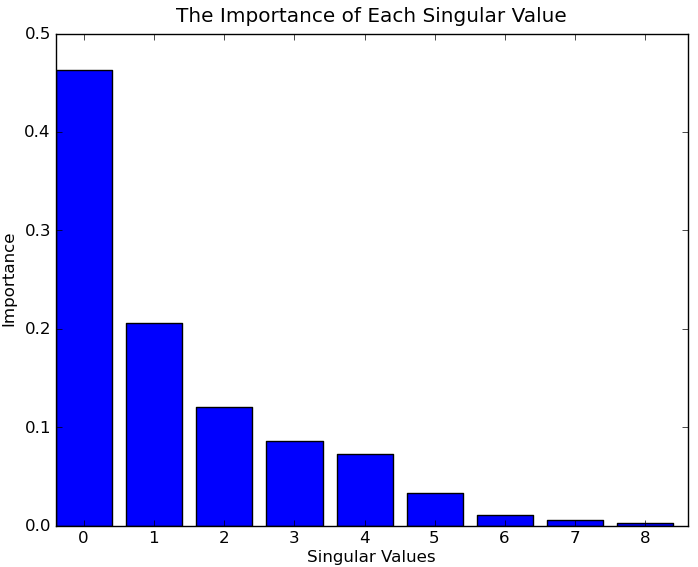 The Importance of Each Singular Value
0.5
0.4
0.3
0.2
0.1
0.0
Importance
0 1 2 3 4 5 6 7 8
Singular Values